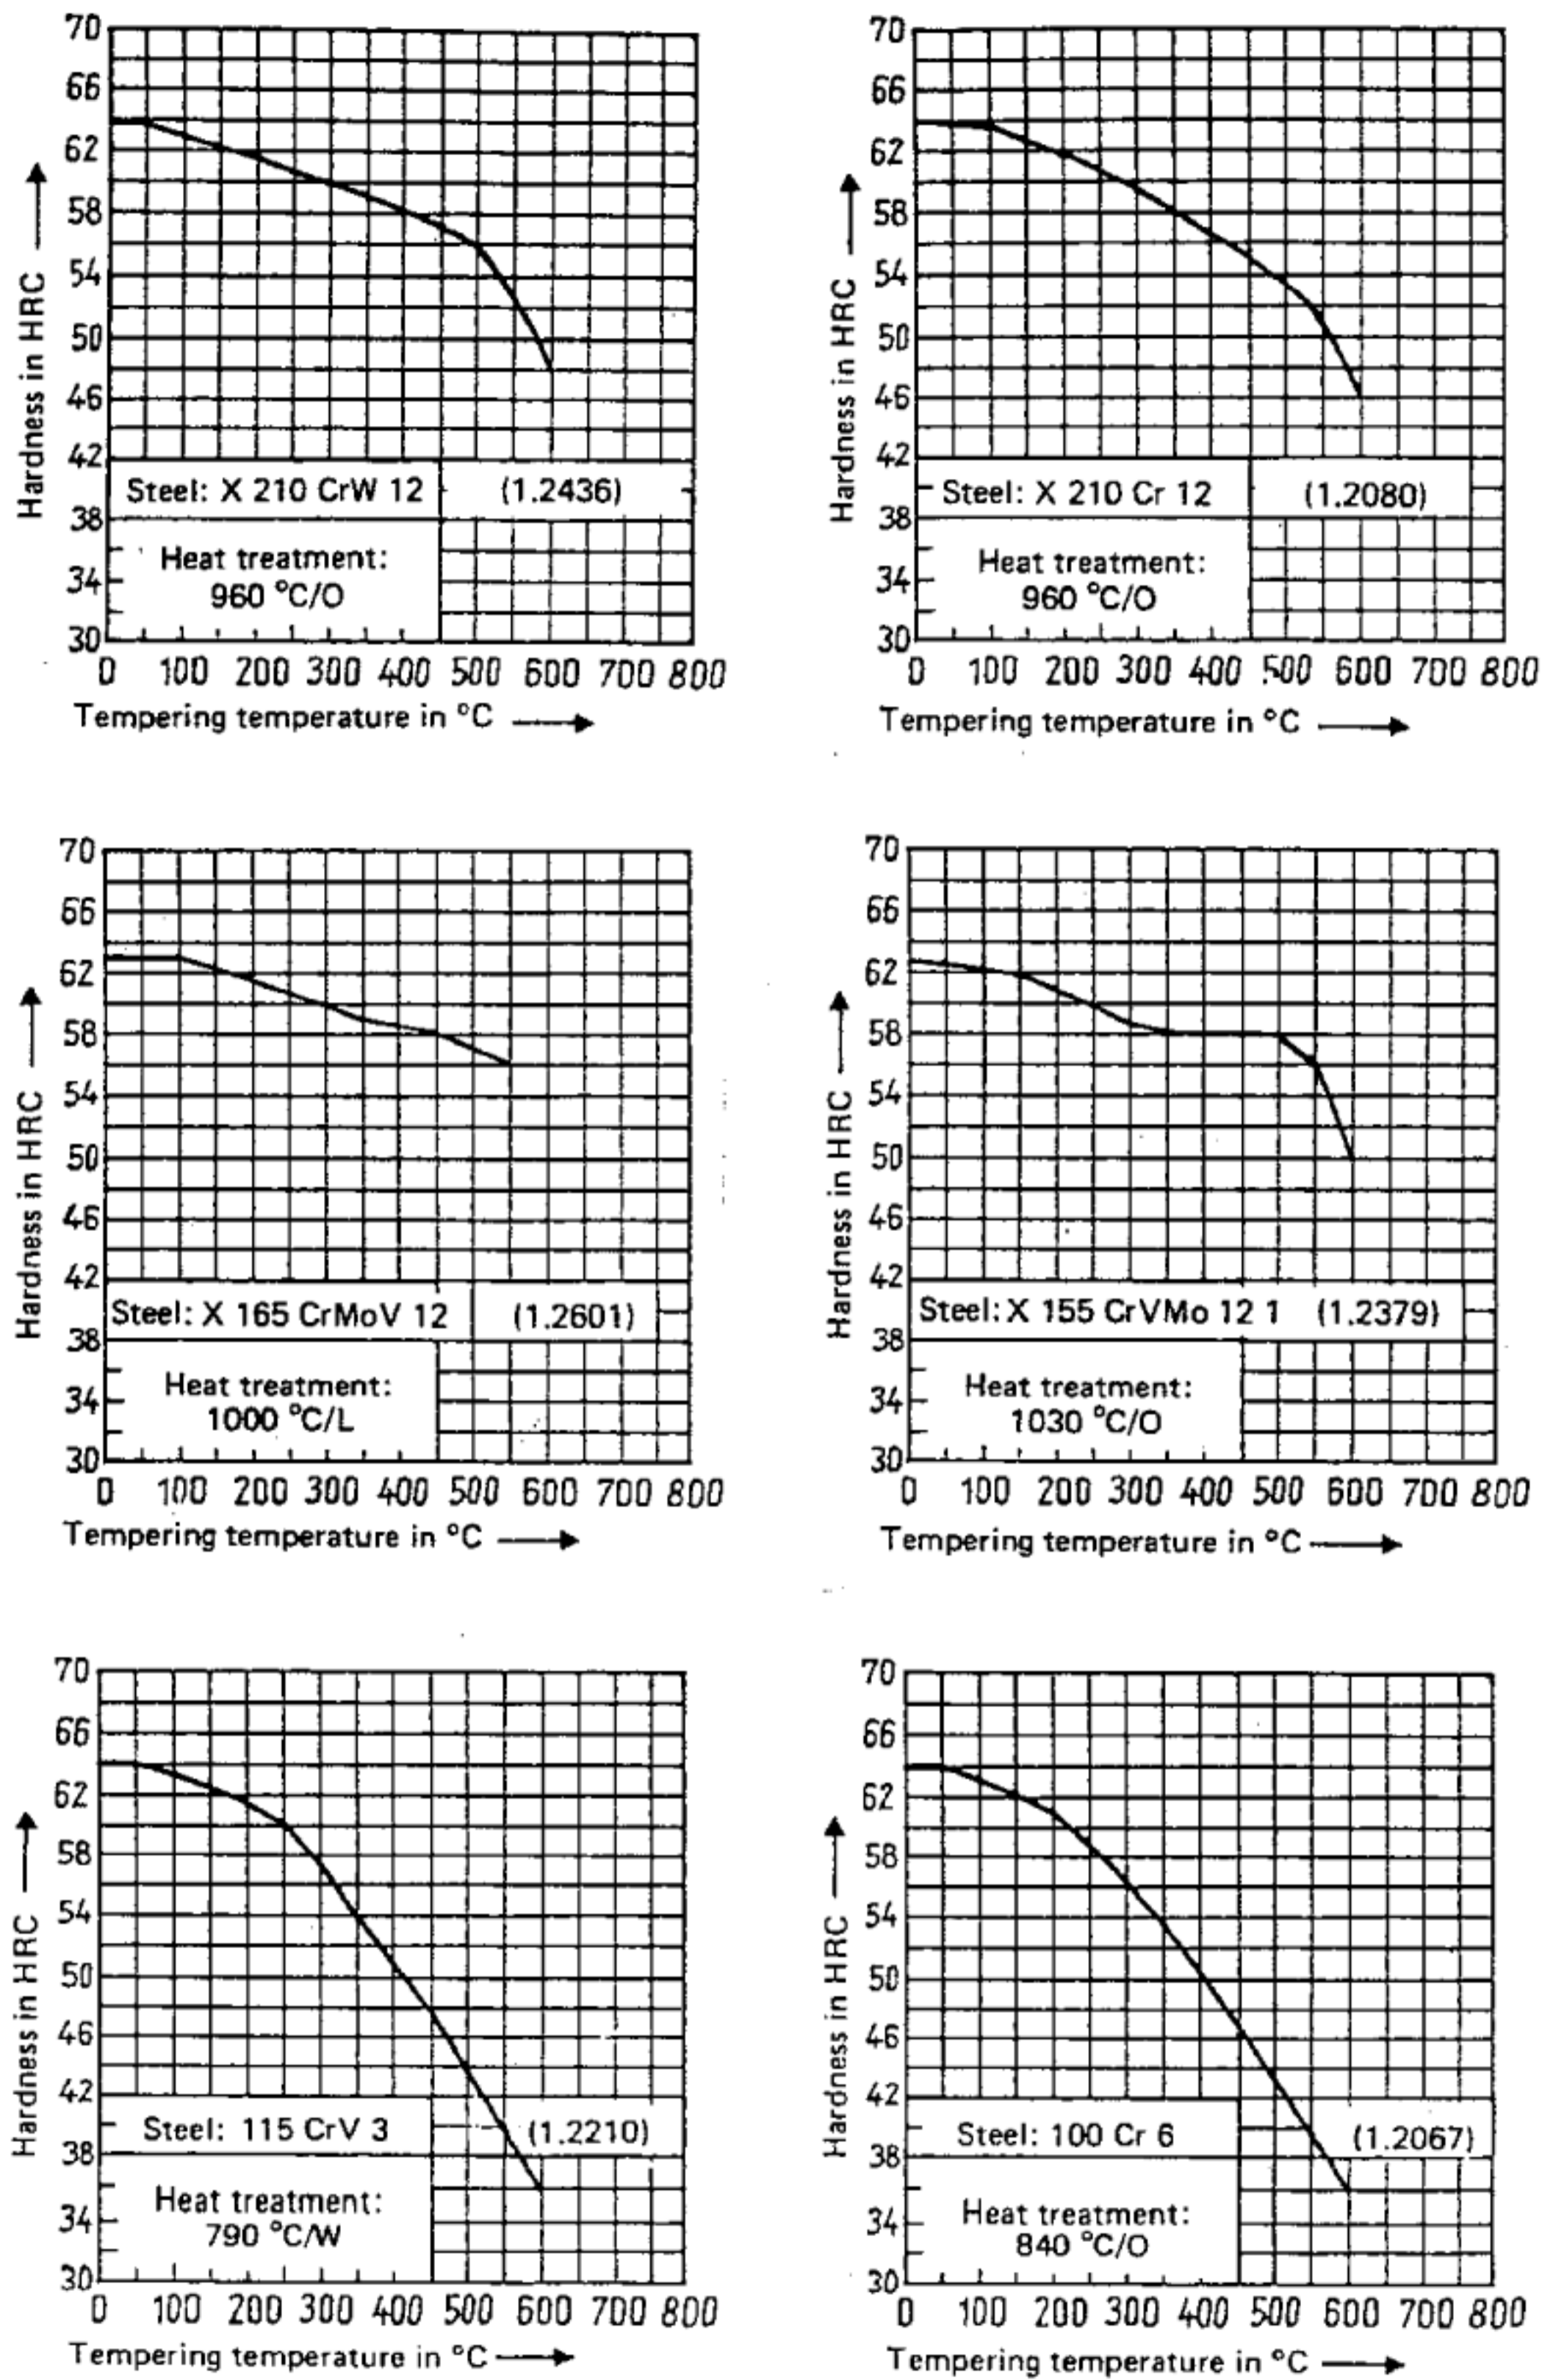 70
66
62
58
54
50
46
42
38
34
30
Hardness in HRC
Steel: X 210 CrW 12 (1.2436)
Heat treatment:
960 °C/O
0 100 200 300 400 500 600 700 800
Tempering temperature in °C
70
66
62
58
54
50
46
42
38
34
30
Hardness in HRC
Steel: X 210 Cr 12 (1.2080)
Heat treatment:
960 °C/O
0 100 200 300 400 500 600 700 800
Tempering temperature in °C
70
66
62
58
54
50
46
42
38
34
30
Hardness in HRC
Steel: X 165 CrMoV 12 (1.2601)
Heat treatment:
1000 °C/L
0 100 200 300 400 500 600 700 800
Tempering temperature in °C
70
66
62
58
54
50
46
42
38
34
30
Hardness in HRC
Steel: X 155 CrVMo 12 1 (1.2379)
Heat treatment:
1030 °C/O
0 100 200 300 400 500 600 700 800
Tempering temperature in °C
70
66
62
58
54
50
46
42
38
34
30
Hardness in HRC
Steel: 115 CrV 3 (1.2210)
Heat treatment:
790 °C/W
0 100 200 300 400 500 600 700 800
Tempering temperature in °C
70
66
62
58
54
50
46
42
38
34
30
Hardness in HRC
Steel: 100 Cr 6 (1.2067)
Heat treatment:
840 °C/O
0 100 200 300 400 500 600 700 800
Tempering temperature in °C